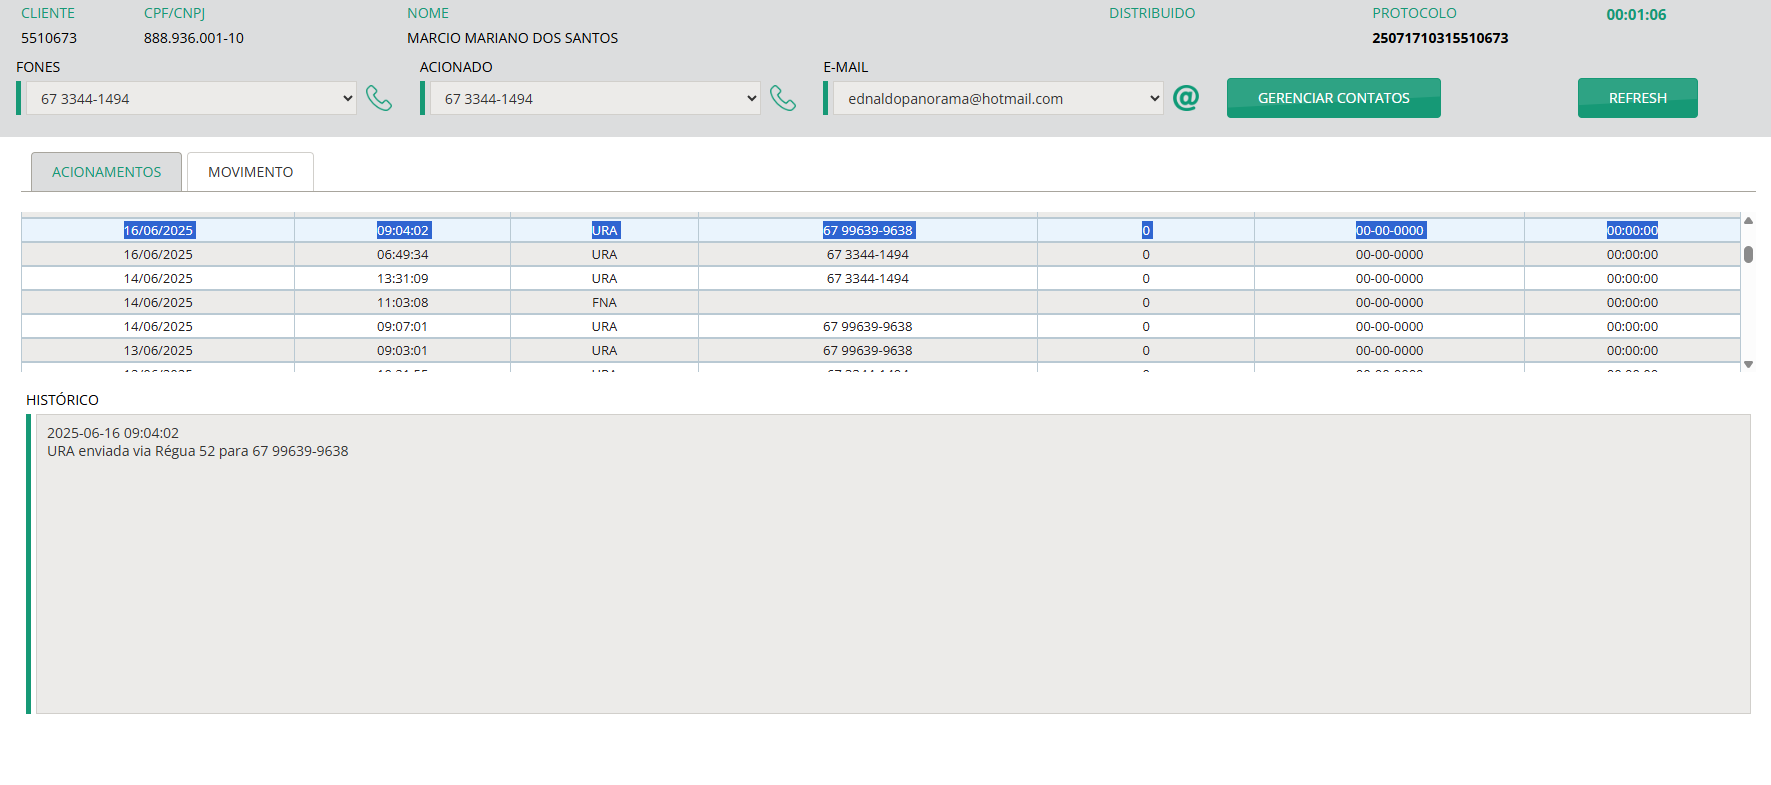 CLIENTE CPF/CNPJ NOME DISTRIBUIDO PROTOCOLO 00:01:06
5510673 888.936.001-10 MARCIO MARIANO DOS SANTOS 25071710315510673
FONES ACIONADO E-MAIL
67 3344-1494 67 3344-1494 ednaldopanorama@hotmail.com @ GERENCIAR CONTATOS REFRESH
ACIONAMENTOS MOVIMENTO
16/06/2025 09:04:02 URA 67 99639-9638 0 00-00-0000 00:00:00
16/06/2025 06:49:34 URA 67 3344-1494 0 00-00-0000 00:00:00
14/06/2025 13:31:09 URA 67 3344-1494 0 00-00-0000 00:00:00
14/06/2025 11:03:08 FNA 0 00-00-0000 00:00:00
14/06/2025 09:07:01 URA 67 99639-9638 0 00-00-0000 00:00:00
13/06/2025 09:03:01 URA 67 99639-9638 0 00-00-0000 00:00:00
HISTÓRICO
2025-06-16 09:04:02
URA enviada via Régua 52 para 67 99639-9638